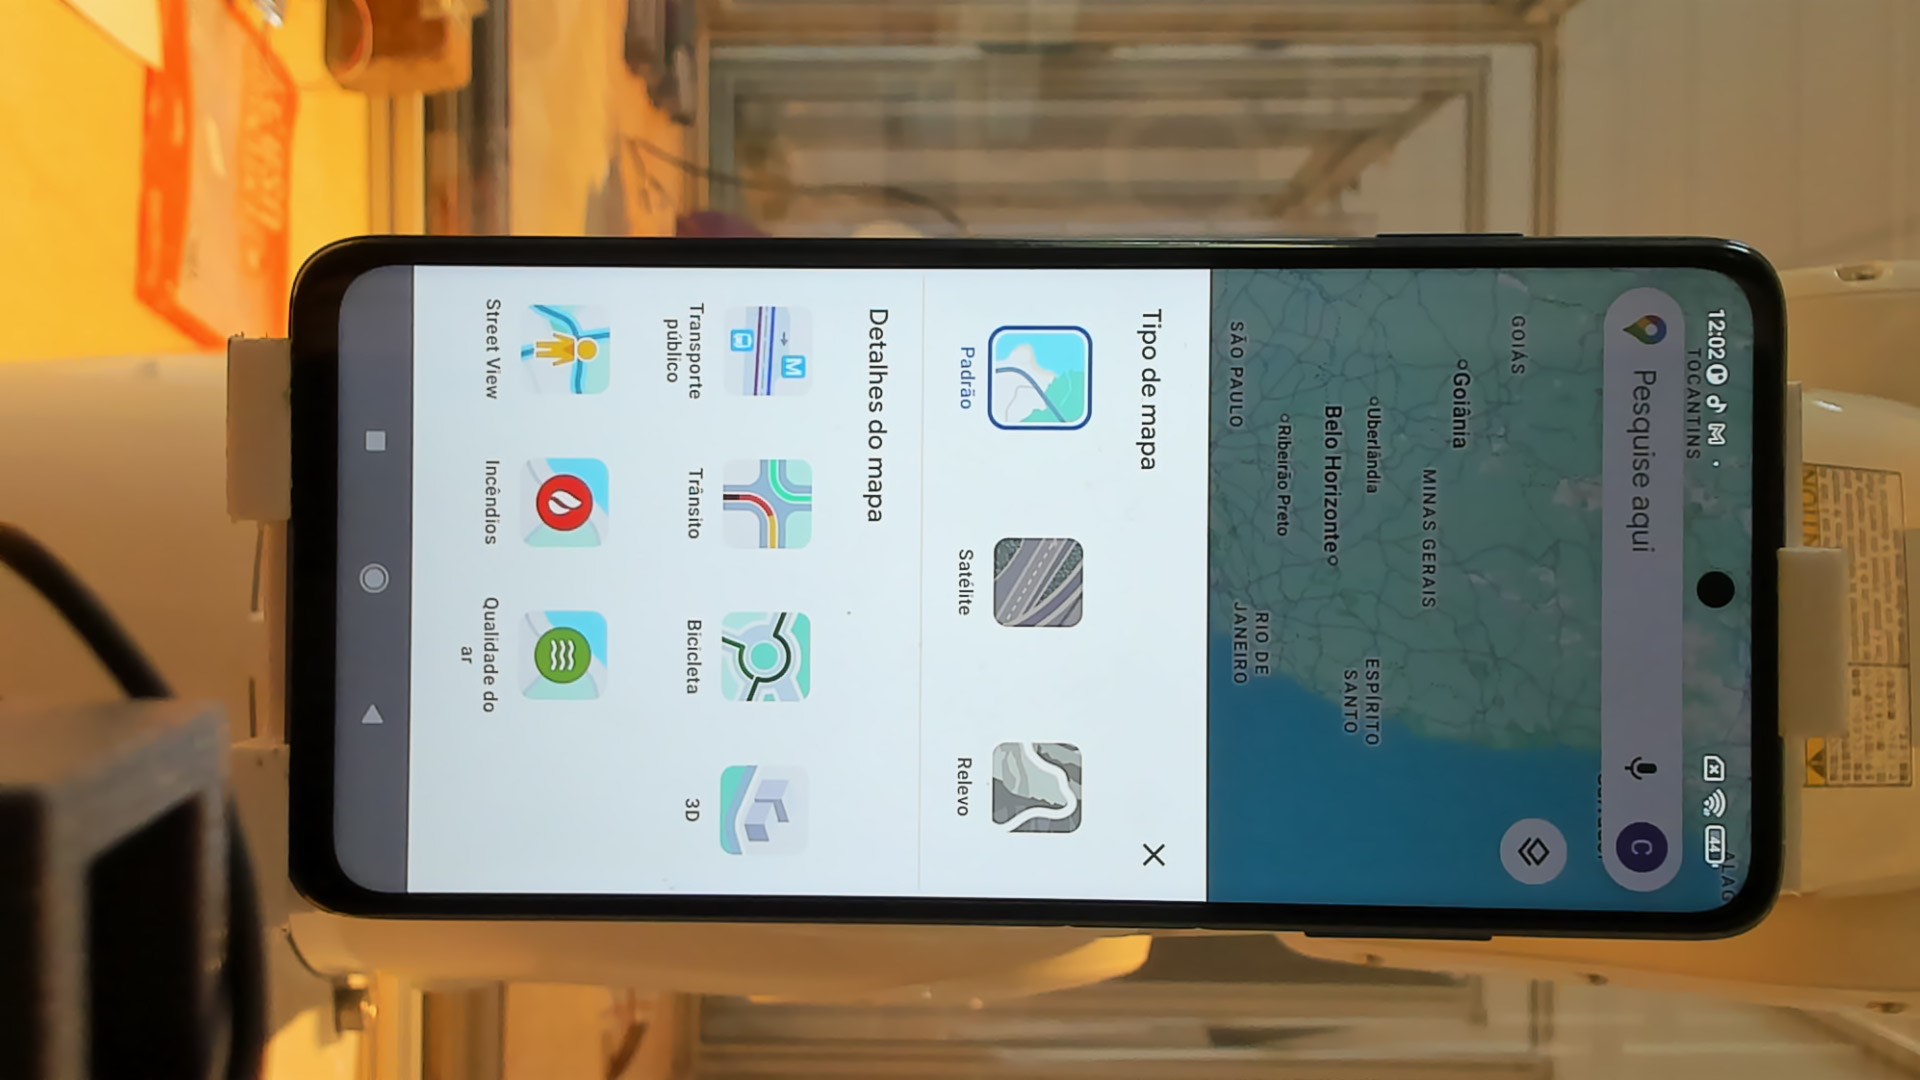 12:02
44
TOCANTINS
Pesquise aqui
C
GOIÁS
Goiânia
MINAS GERAIS
Uberlândia
Belo Horizonte
ESPÍRITO
SANTO
Ribeirão Preto
RIO DE
JANEIRO
SÃO PAULO
Tipo de mapa
Padrão
Satélite
Relevo
Detalhes do mapa
M
Transporte
público
Trânsito
Bicicleta
3D
Street View
Incêndios
Qualidade do
ar